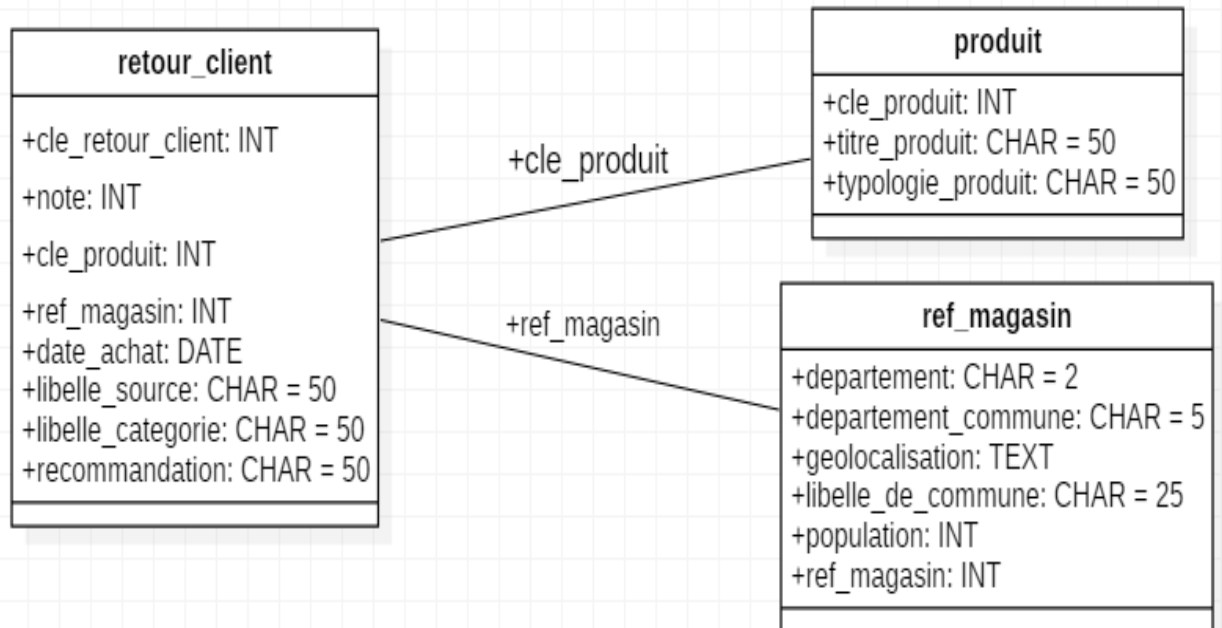 retour_client
+cle_retour_client: INT
+note: INT
+cle_produit: INT
+ref_magasin: INT
+date_achat: DATE
+libelle_source: CHAR = 50
+libelle_categorie: CHAR = 50
+recommandation: CHAR = 50
+cle_produit
+ref_magasin
produit
+cle_produit: INT
+titre_produit: CHAR = 50
+typologie_produit: CHAR = 50
ref_magasin
+departement: CHAR = 2
+departement_commune: CHAR = 5
+geolocalisation: TEXT
+libelle_de_commune: CHAR = 25
+population: INT
+ref_magasin: INT